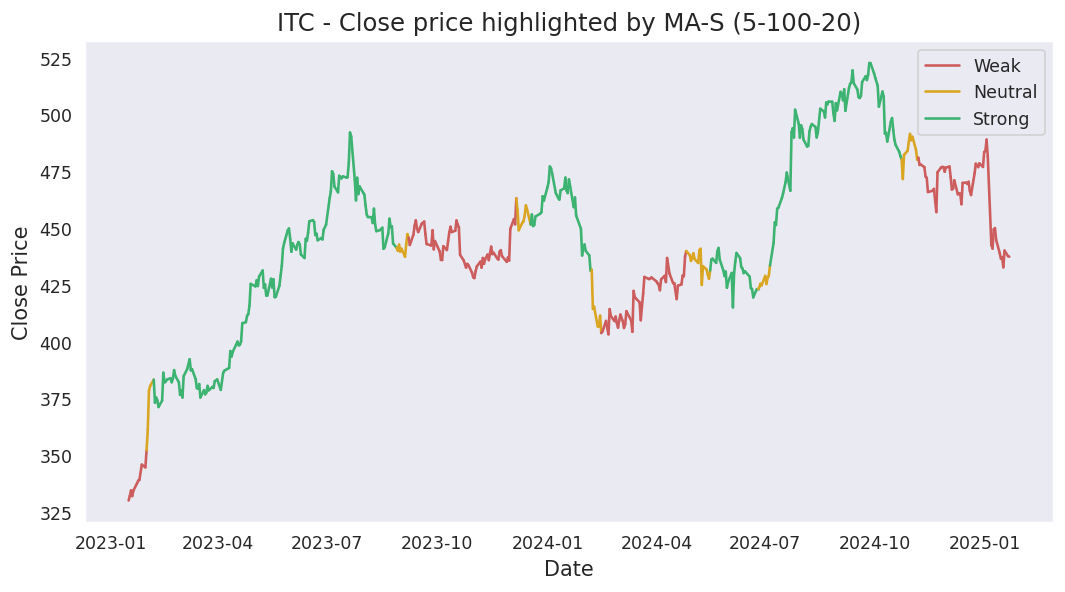 ITC - Close price highlighted by MA-S (5-100-20)
525
500
475
450
425
400
375
350
325
Close Price
Weak
Neutral
Strong
2023-01 2023-04 2023-07 2023-10 2024-01 2024-04 2024-07 2024-10 2025-01
Date